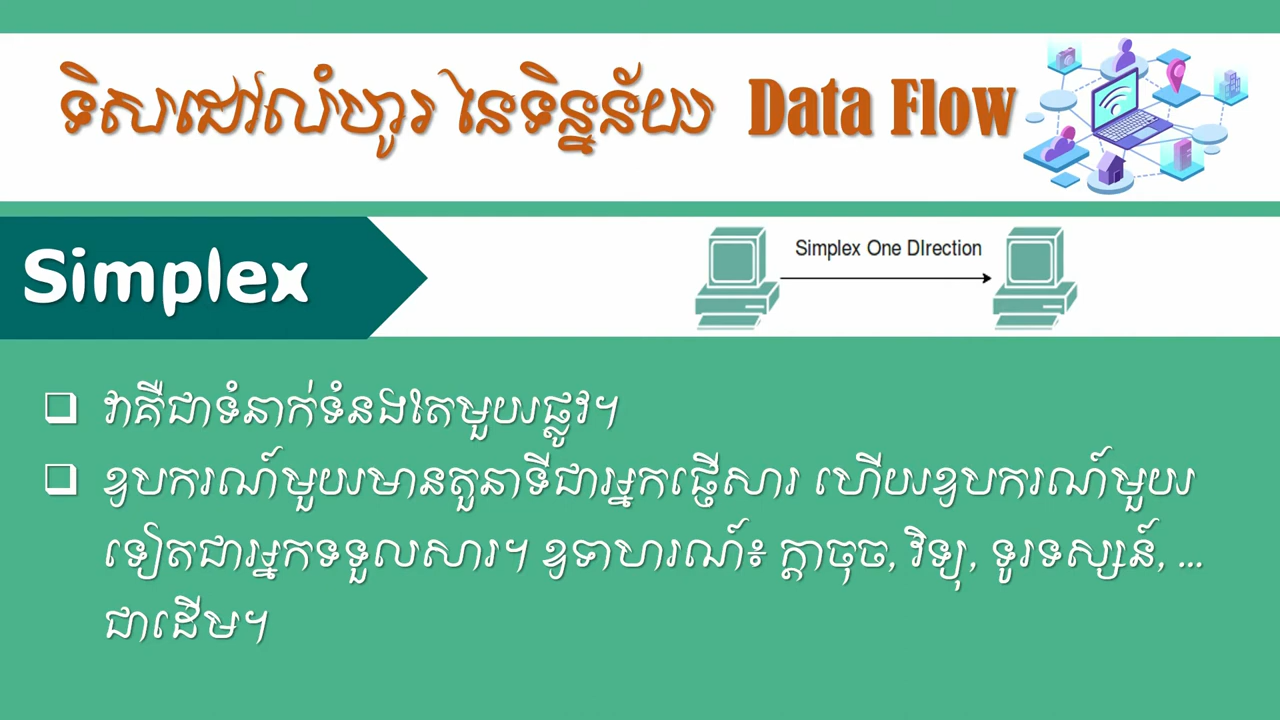 ទិសដៅលំហូរ នៃទិន្នន័យ Data Flow
Simplex
Simplex One DIrection
វាគឺជាទំនាក់ទំនងតែមួយផ្លូវ។
ឧបករណ៍មួយមានតួនាទីជាអ្នកផ្ញើសារ ហើយឧបករណ៍មួយ
ទៀតជាអ្នកទទួលសារ។ ឧទាហរណ៍៖ ក្ដាចុច, វិទ្យុ, ទូរទស្សន៍, ...
ជាដើម។